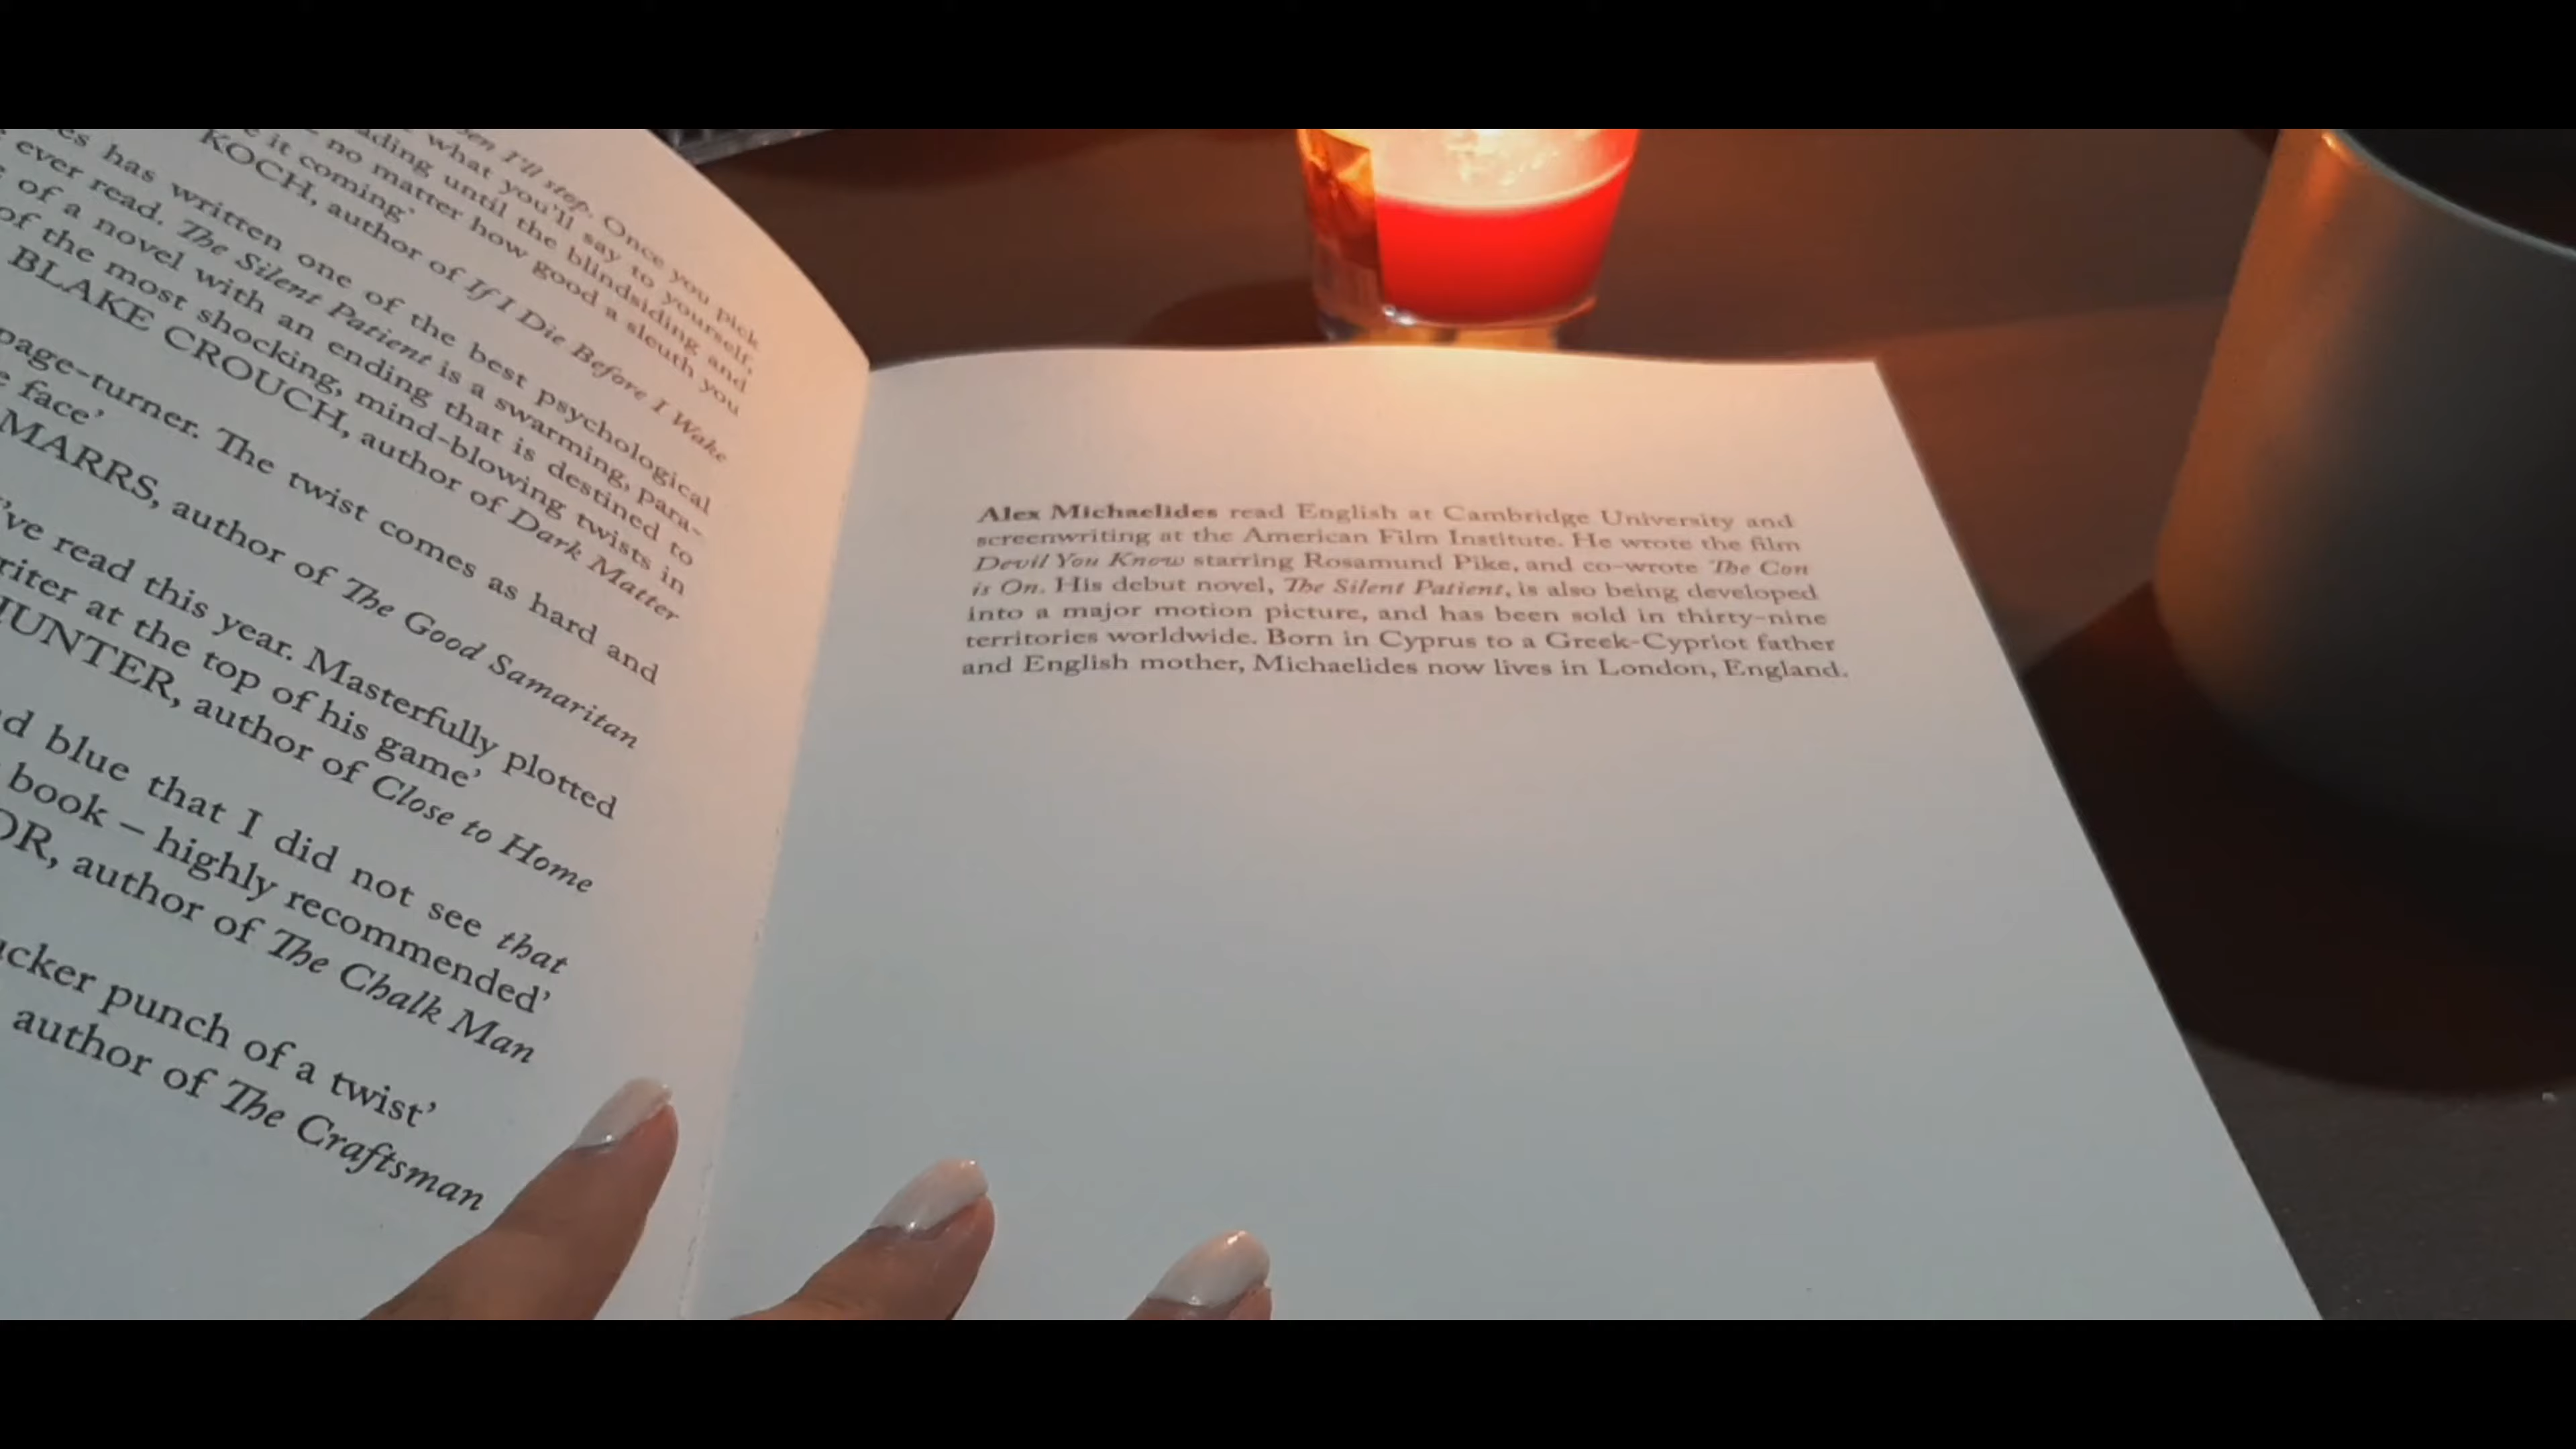 en I'll stop. Once you pick
what you'll say to yourself,
ading until the blindsiding and
no matter how good a sleuth you
e it coming'
KOCH, author of If I Die Before I Wake
es has written one of the best psychological
ever read. The Silent Patient is a swarming, para-
of a novel with an ending that is destined to
of the most shocking, mind-blowing twists in
BLAKE CROUCH, author of Dark Matter
page-turner. The twist comes as hard and
face'
MARRS, author of The Good Samaritan
've read this year. Masterfully plotted
riter at the top of his game'
HUNTER, author of Close to Home
d blue that I did not see that
book – highly recommended'
OR, author of The Chalk Man
ucker punch of a twist'
author of The Craftsman
Alex Michaelides read English at Cambridge University and
screenwriting at the American Film Institute. He wrote the film
Devil You Know starring Rosamund Pike, and co-wrote The Con
is On. His debut novel, The Silent Patient, is also being developed
into a major motion picture, and has been sold in thirty-nine
territories worldwide. Born in Cyprus to a Greek-Cypriot father
and English mother, Michaelides now lives in London, England.